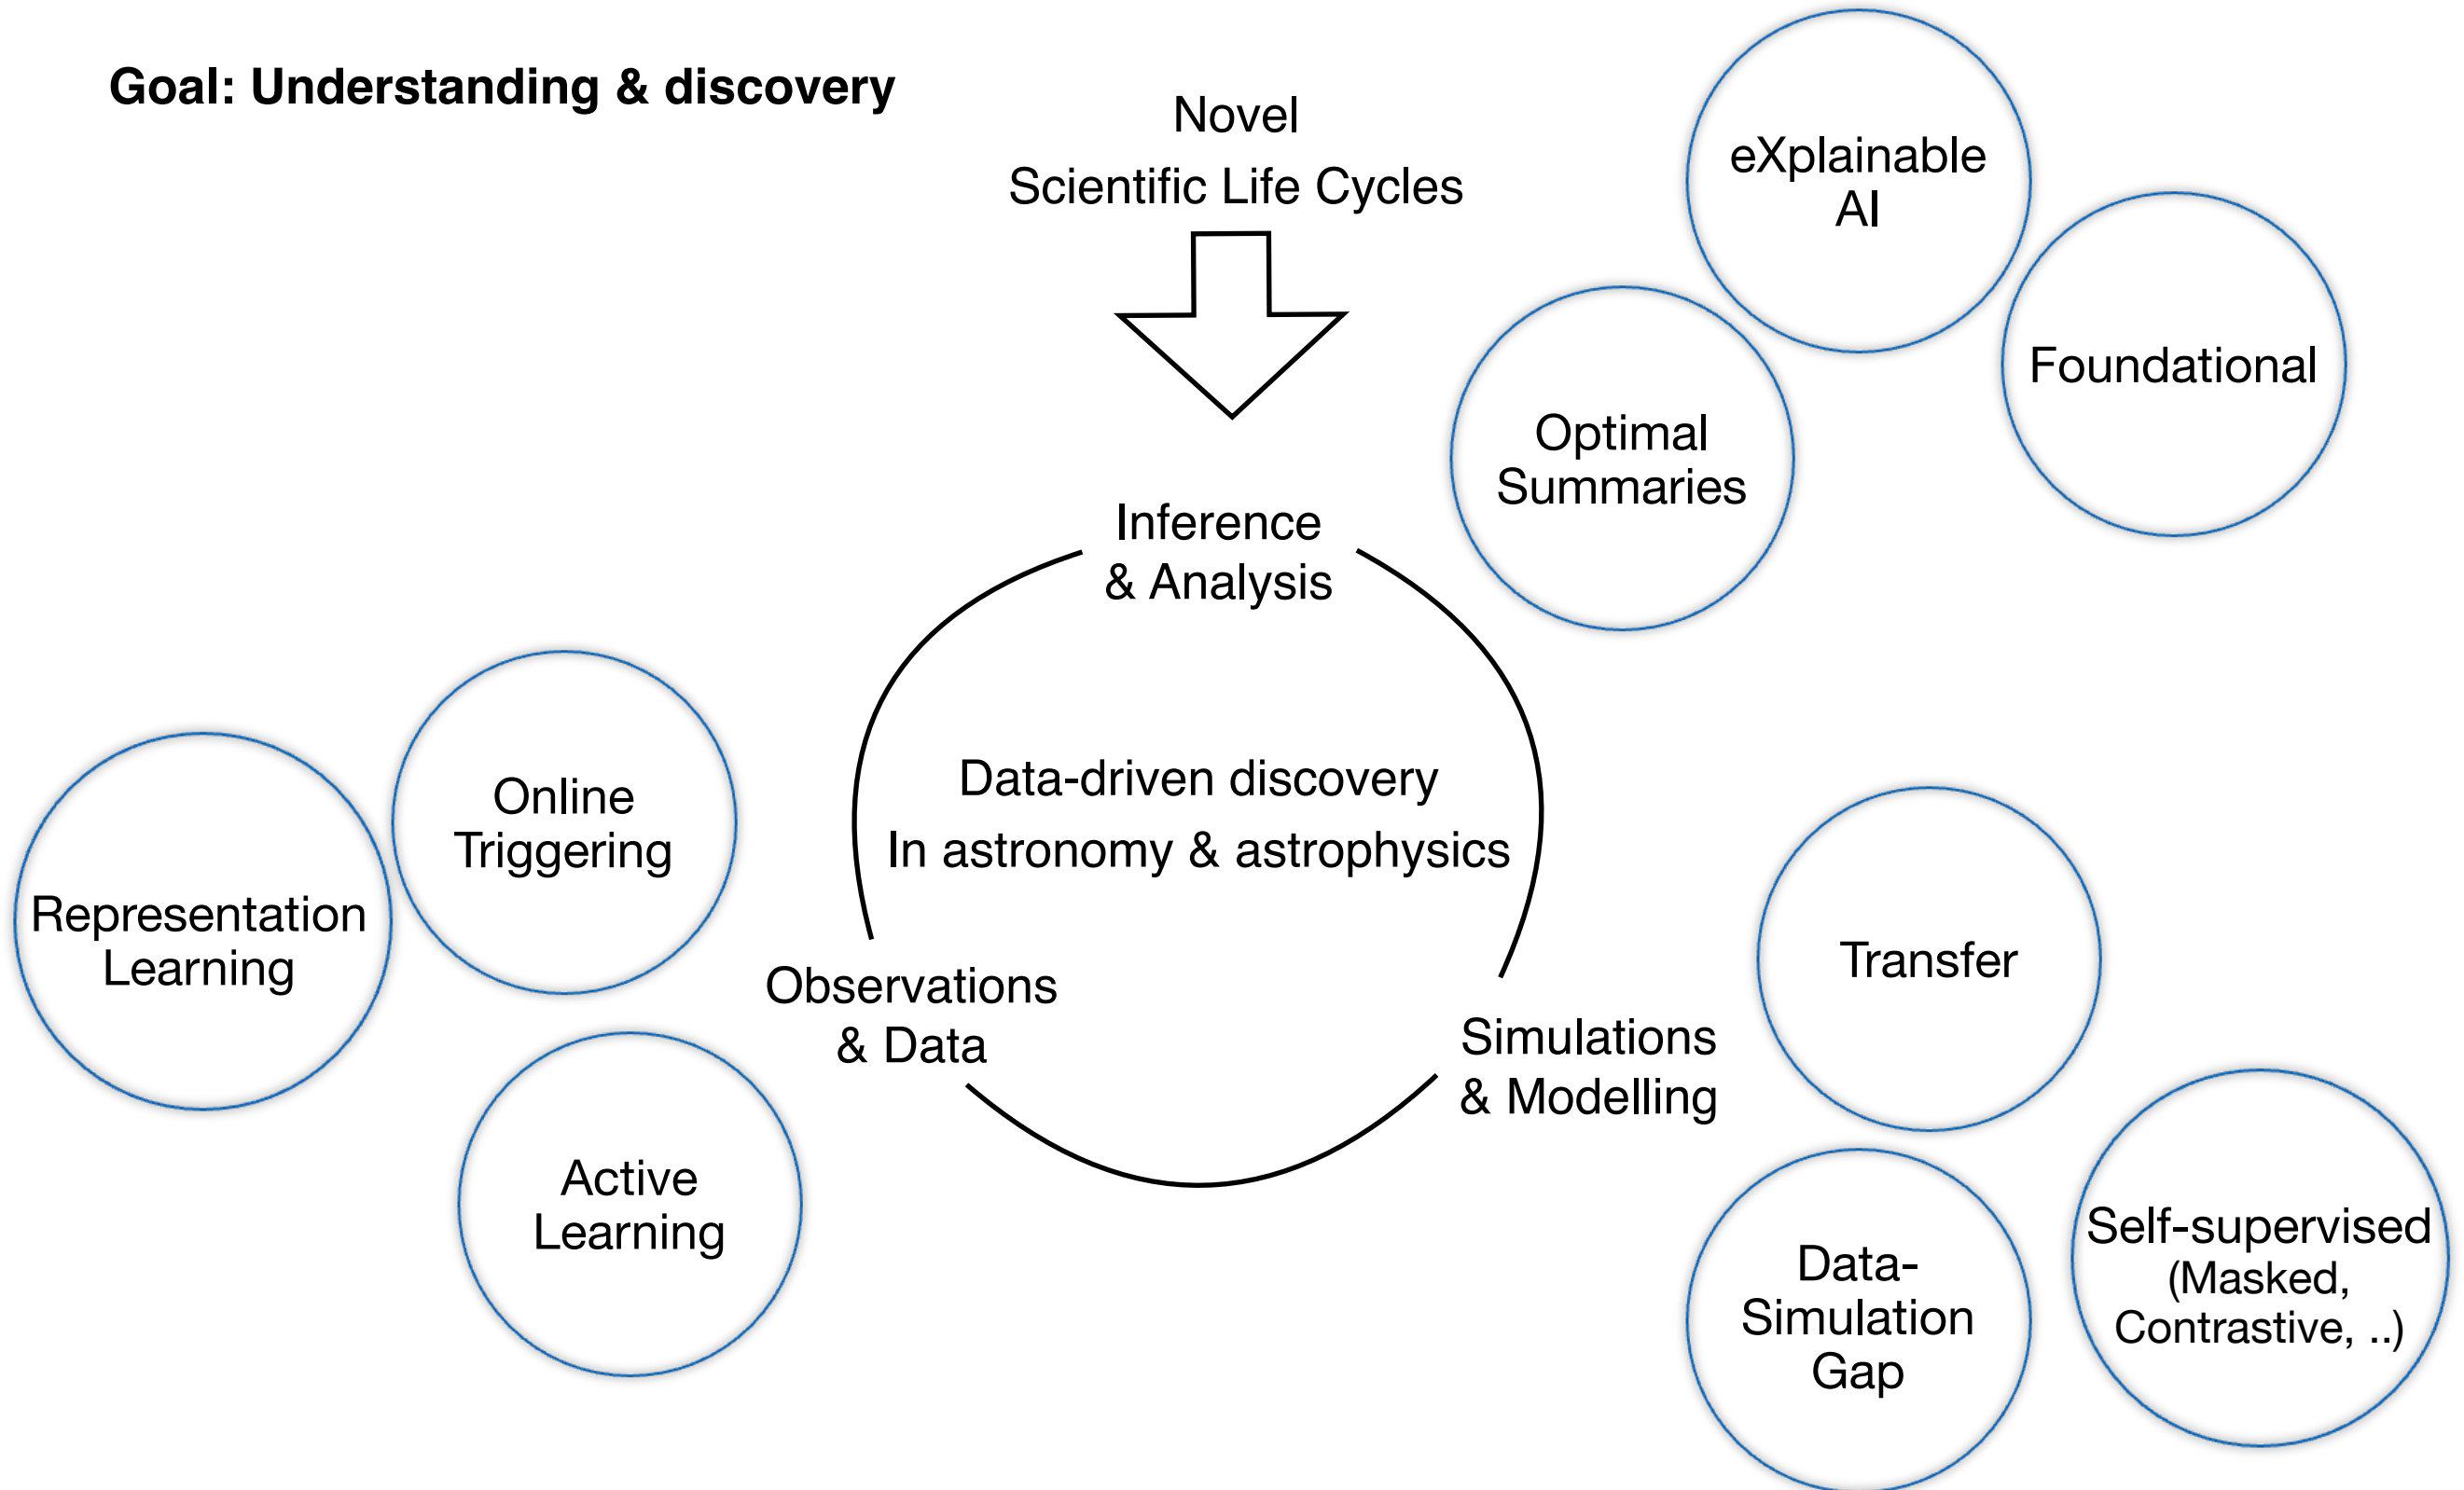 Goal: Understanding & discovery
Novel
Scientific Life Cycles
eXplainable
AI
Foundational
Optimal
Summaries
Inference
& Analysis
Data-driven discovery
In astronomy & astrophysics
Online
Triggering
Representation
Learning
Active
Learning
Observations
& Data
Simulations
& Modelling
Transfer
Data-
Simulation
Gap
Self-supervised
(Masked,
Contrastive, ..)